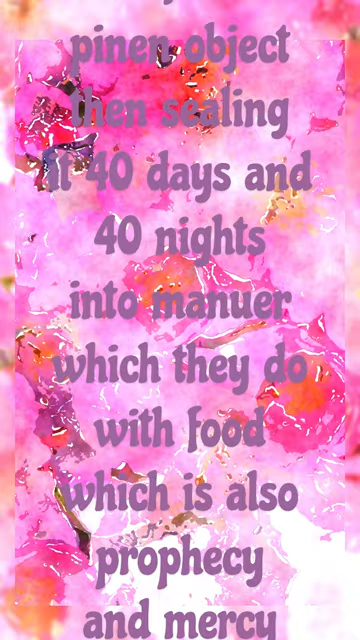 pinen object
then sealing
it 40 days and
40 nights
into manuer
which they do
with food
which is also
prophecy
and mercy